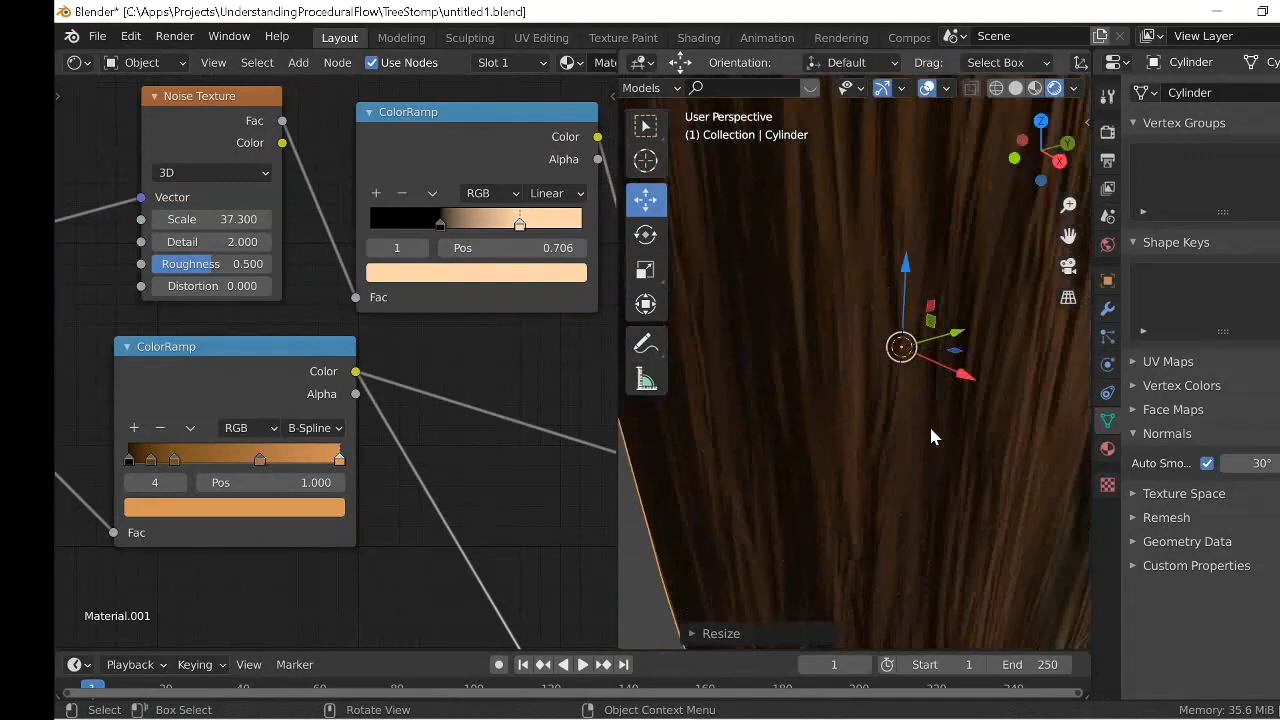 Blender* [C:\Apps\Projects\UnderstandingProceduralFlow\TreeStomp\untitled1.blend]
File Edit Render Window Help Layout Modeling Sculpting UV Editing Texture Paint Shading Animation Rendering Compos Scene View Layer
Object View Select Add Node Use Nodes Slot 1 Mate Orientation: Default Drag: Select Box Cylinder Cy
Models
Cylinder
Noise Texture
Fac
Color
3D
Vector
Scale 37.300
Detail 2.000
Roughness 0.500
Distortion 0.000
ColorRamp
Color
Alpha
RGB Linear
1 Pos 0.706
Fac
ColorRamp
Color
Alpha
RGB B-Spline
4 Pos 1.000
Fac
Material.001
User Perspective
(1) Collection | Cylinder
Z
Y
X
Resize
Vertex Groups
Shape Keys
UV Maps
Vertex Colors
Face Maps
Normals
Auto Smo... 30°
Texture Space
Remesh
Geometry Data
Custom Properties
Playback Keying View Marker 1 Start 1 End 250
1
Select Box Select Rotate View Object Context Menu Memory: 35.6 MiB